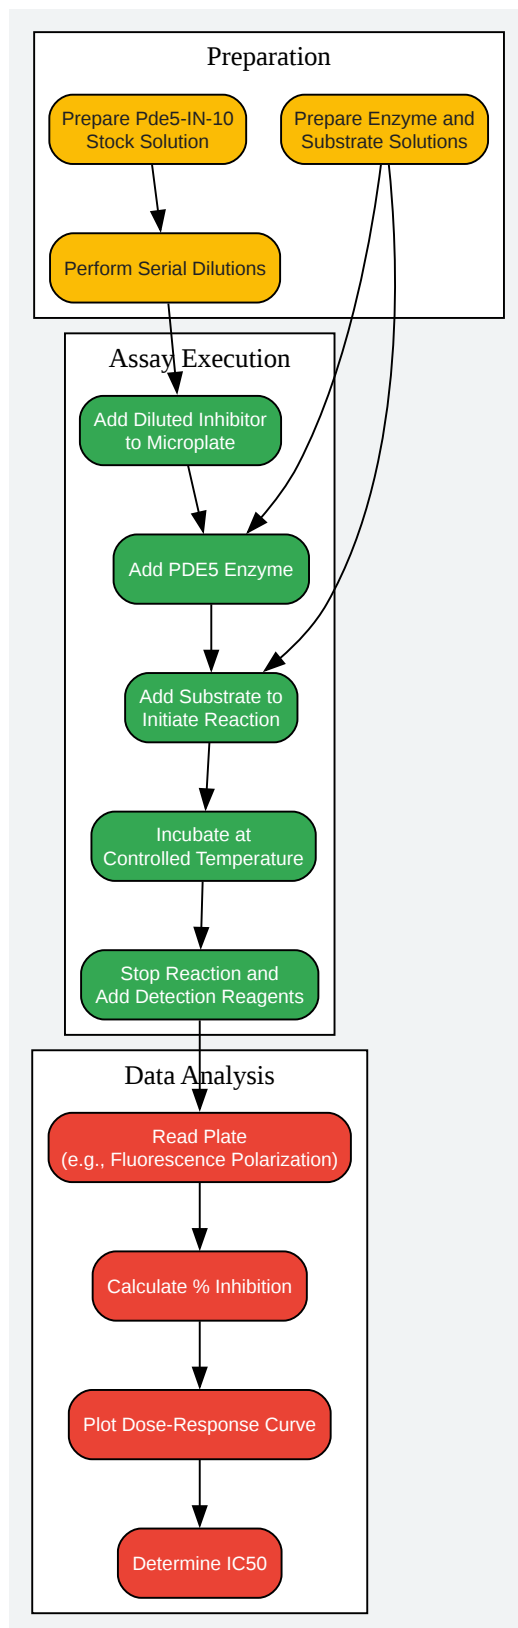 Preparation
Prepare Pde5-IN-10
Stock Solution
Prepare Enzyme and
Substrate Solutions
Perform Serial Dilutions
Assay Execution
Add Diluted Inhibitor
to Microplate
Add PDE5 Enzyme
Add Substrate to
Initiate Reaction
Incubate at
Controlled Temperature
Stop Reaction and
Add Detection Reagents
Data Analysis
Read Plate
(e.g., Fluorescence Polarization)
Calculate % Inhibition
Plot Dose-Response Curve
Determine IC50